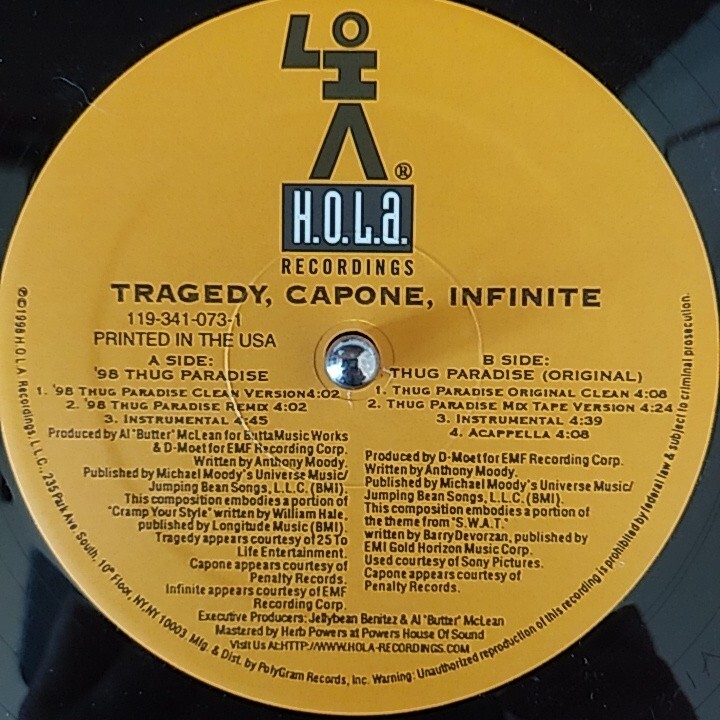 LOHA®
H.O.L.a.
RECORDINGS
TRAGEDY, CAPONE, INFINITE
119-341-073-1
PRINTED IN THE USA
A SIDE:
'98 THUG PARADISE
1. '98 THUG PARADISE CLEAN VERSION4:02
2. '98 THUG PARADISE REMIX 4:02
3. INSTRUMENTAL 4:45
Produced by Al "Butter" McLean for ButtaMusic Works
& D-Moet for EMF Recording Corp.
Written by Anthony Moody.
Published by Michael Moody's Universe Music/
Jumping Bean Songs, L.L.C. (BMI).
This composition embodies a portion of
"Cramp Your Style" written by William Hale,
published by Longitude Music (BMI).
Tragedy appears courtesy of 25 To
Life Entertainment.
Capone appears courtesy of
Penalty Records.
Infinite appears courtesy of EMF
Recording Corp.
B SIDE:
THUG PARADISE (ORIGINAL)
1. THUG PARADISE ORIGINAL CLEAN 4:08
2. THUG PARADISE MIX TAPE VERSION 4:24
3. INSTRUMENTAL 4:39
4. ACAPPELLA 4:08
Produced by D-Moet for EMF Recording Corp.
Written by Anthony Moody.
Published by Michael Moody's Universe Music/
Jumping Bean Songs, L.L.C. (BMI).
This composition embodies a portion of
the theme from "S.W.A.T."
written by Barry Devorzan, published by
EMI Gold Horizon Music Corp.
Used courtesy of Sony Pictures.
Capone appears courtesy of
Penalty Records.
Executive Producers: Jellybean Benitez & Al "Butter" McLean
Mastered by Herb Powers at Powers House Of Sound
VISIT US AT:HTTP://WWW.HOLA-RECORDINGS.COM
℗©1998 H.O.L.A. Recordings, L.L.C., 235 Park Ave. South, 10th Floor, NY, NY 10003. Mfg. & Dist. by PolyGram Records, Inc. Warning: Unauthorized reproduction of this recording is prohibited by federal law & subject to criminal prosecution.